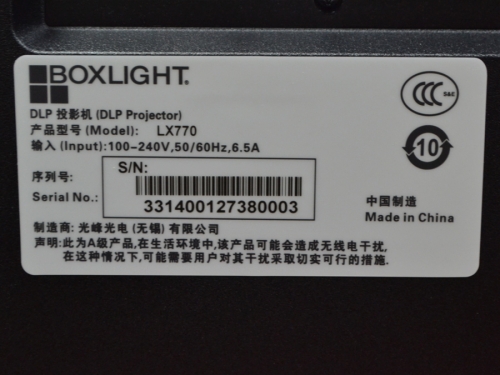 BOXLIGHT.
DLP 投影机 (DLP Projector)
产品型号 (Model): LX770
输入 (Input):100-240V,50/60Hz,6.5A
CCC S&E
10
序列号:
Serial No.:
S/N:
331400127380003
中国制造
Made in China
制造商: 光峰光电 (无锡) 有限公司
声明:此为A级产品,在生活环境中,该产品可能会造成无线电干扰,
在这种情况下,可能需要用户对其干扰采取切实可行的措施.